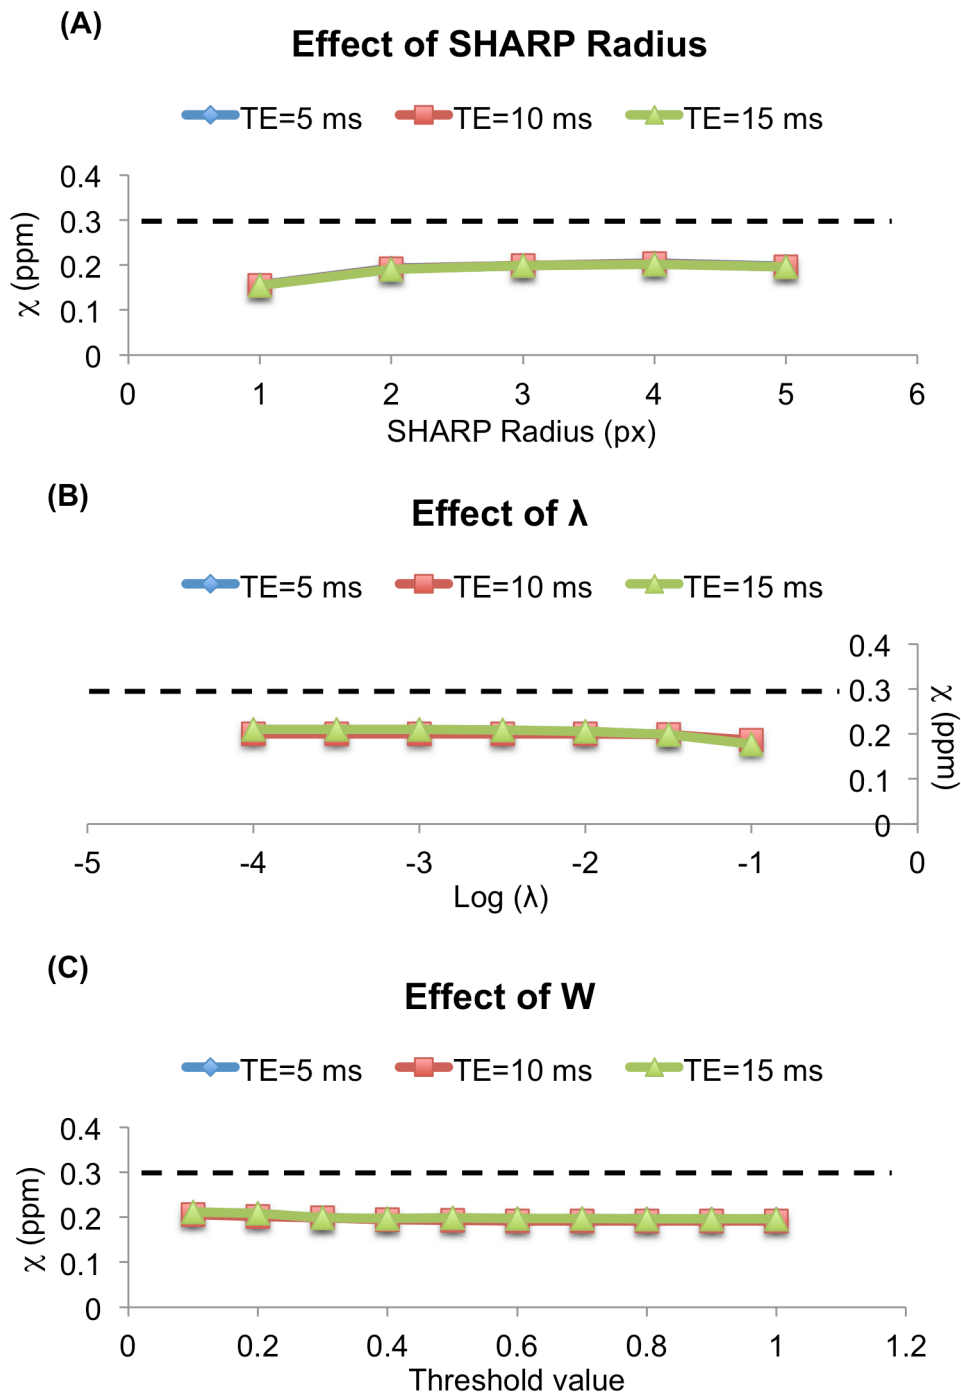 (A)
Effect of SHARP Radius
TE=5 ms TE=10 ms TE=15 ms
0.4
0.3
0.2
0.1
0
χ (ppm)
0 1 2 3 4 5 6
SHARP Radius (px)
(B)
Effect of λ
TE=5 ms TE=10 ms TE=15 ms
0.4
0.3
0.2
0.1
0
χ (ppm)
-5 -4 -3 -2 -1 0
Log (λ)
(C)
Effect of W
TE=5 ms TE=10 ms TE=15 ms
0.4
0.3
0.2
0.1
0
χ (ppm)
0 0.2 0.4 0.6 0.8 1 1.2
Threshold value